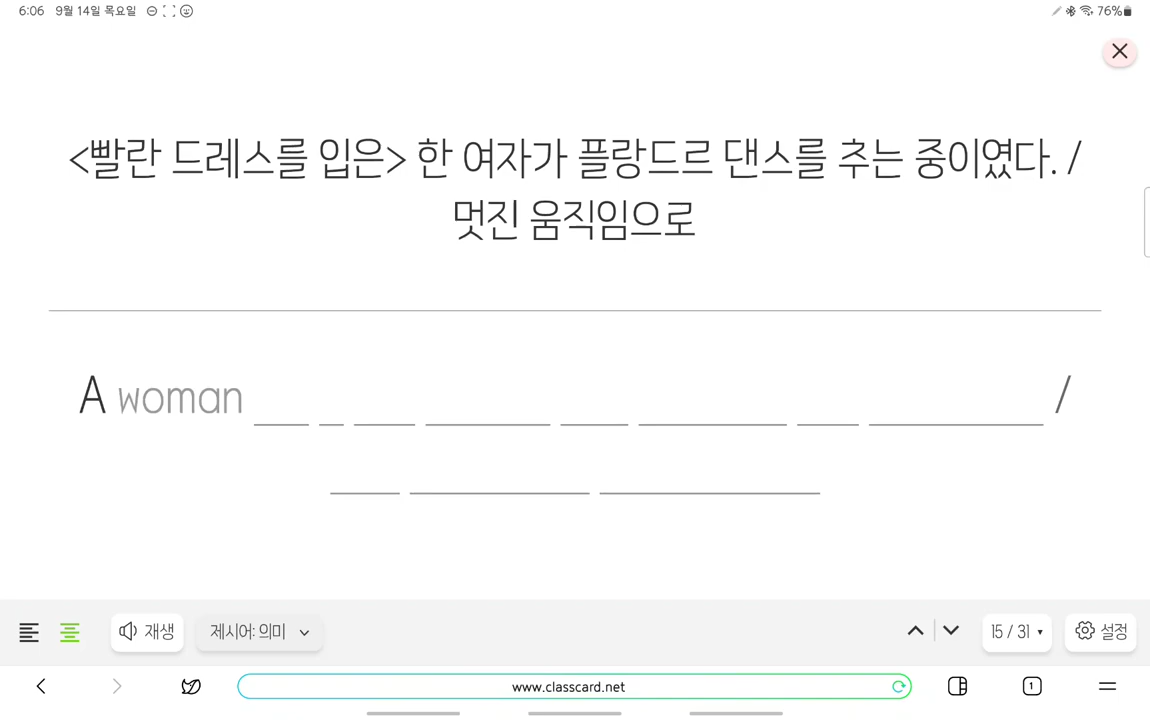 6:06 9월 14일 목요일 76%
<빨란 드레스를 입은> 한 여자가 플랑드르 댄스를 추는 중이였다. /
멋진 움직임으로
A woman /
재생 제시어: 의미 15 / 31 설정
www.classcard.net 1